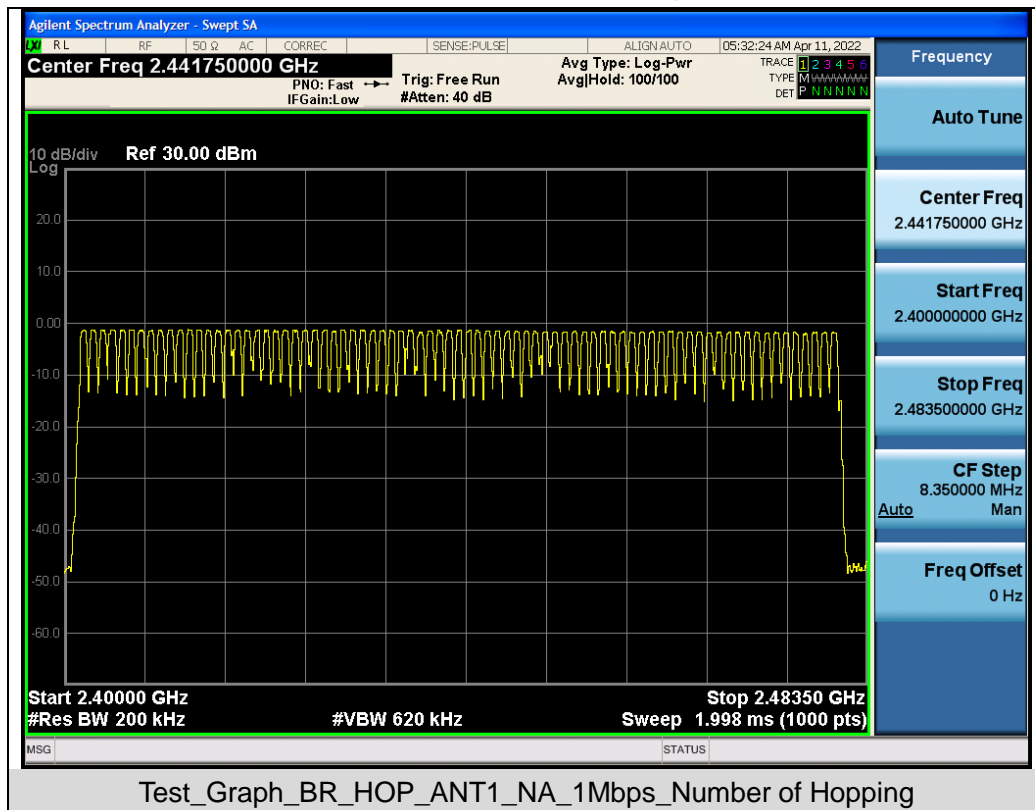 Agilent Spectrum Analyzer - Swept SA
LXI RL RF 50 Ω AC CORREC SENSE:PULSE ALIGN AUTO 05:32:24 AM Apr 11, 2022
Center Freq 2.441750000 GHz
PNO: Fast
IFGain:Low
Trig: Free Run
#Atten: 40 dB
Avg Type: Log-Pwr
Avg|Hold: 100/100
TRACE 1 2 3 4 5 6
TYPE M WWWWW
DET P N N N N N
10 dB/div
Log
Ref 30.00 dBm
20.0
10.0
0.00
-10.0
-20.0
-30.0
-40.0
-50.0
-60.0
Start 2.40000 GHz
Stop 2.48350 GHz
#Res BW 200 kHz
#VBW 620 kHz
Sweep 1.998 ms (1000 pts)
MSG
STATUS
Frequency
Auto Tune
Center Freq
2.441750000 GHz
Start Freq
2.400000000 GHz
Stop Freq
2.483500000 GHz
CF Step
8.350000 MHz
Auto Man
Freq Offset
0 Hz
Test_Graph_BR_HOP_ANT1_NA_1Mbps_Number of Hopping